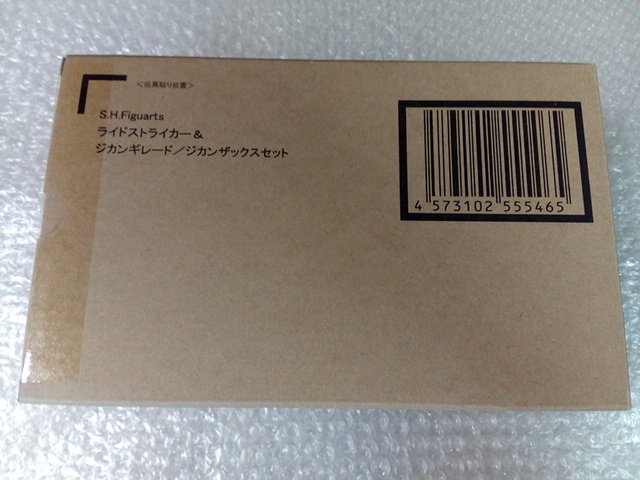 <伝票貼り位置>
S.H.Figuarts
ライドストライカー&
ジカンギレード/ジカンザックスセット
4 573102 555465